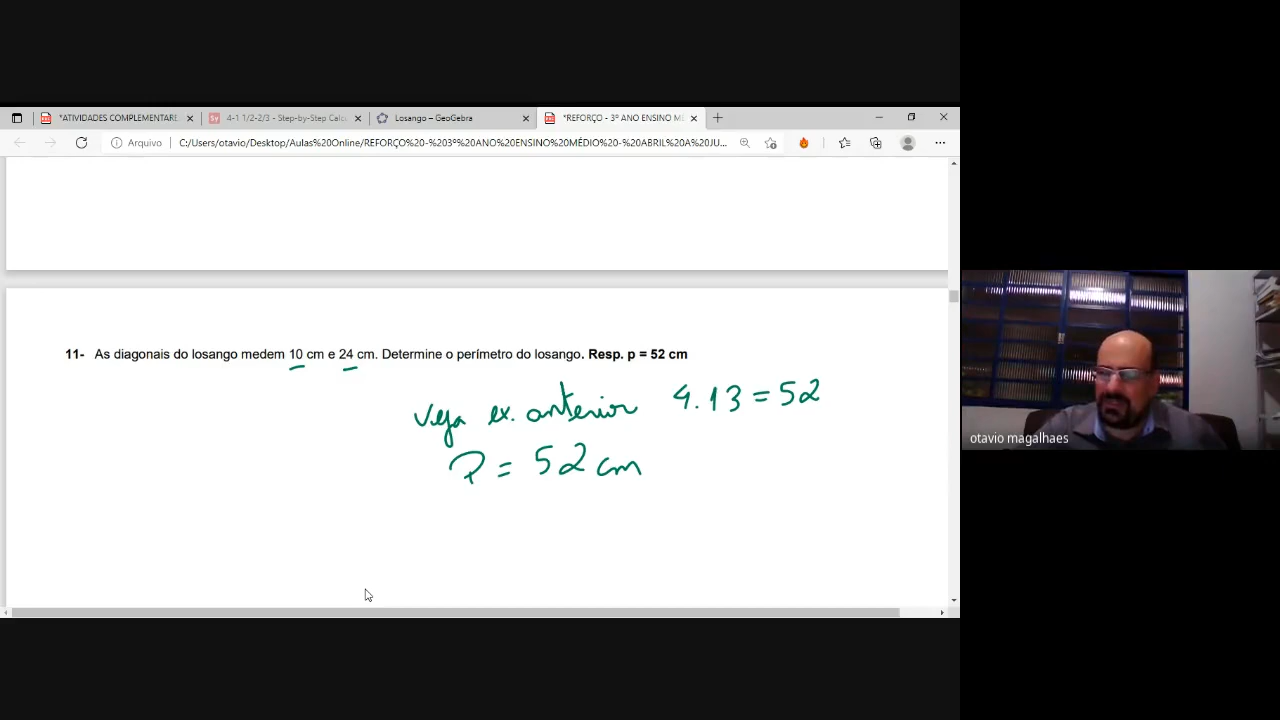 *ATIVIDADES COMPLEMENTARE
4-1 1/2-2/3 - Step-by-Step Calcu
Losango – GeoGebra
*REFORÇO - 3º ANO ENSINO MÉ
Arquivo
C:/Users/otavio/Desktop/Aulas%20Online/REFORÇO%20-%203º%20ANO%20ENSINO%20MÉDIO%20-%20ABRIL%20A%20JU...
11- As diagonais do losango medem 10 cm e 24 cm. Determine o perímetro do losango. Resp. p = 52 cm
Veja ex. anterior 4.13 = 52
P = 52 cm
otavio magalhaes